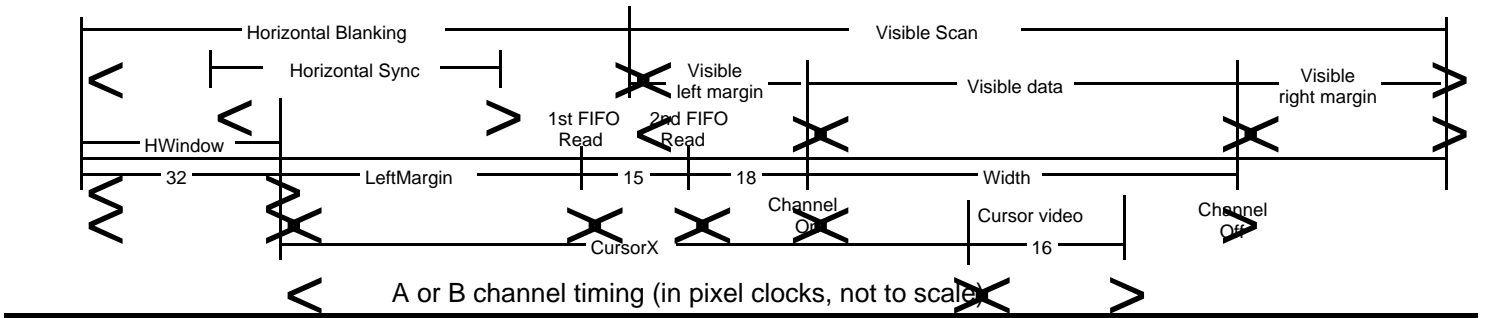 Horizontal Blanking
Visible Scan
Horizontal Sync
Visible
left margin
Visible data
Visible
right margin
1st FIFO
Read
2nd FIFO
Read
HWindow
32
LeftMargin
15
18
Width
Channel
On
Cursor video
Channel
Off
CursorX
16
A or B channel timing (in pixel clocks, not to scale)